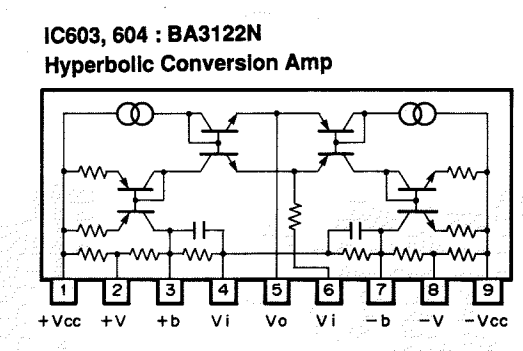 IC603, 604 : BA3122N
Hyperbolic Conversion Amp
1 2 3 4 5 6 7 8 9
+Vcc +V +b Vi Vo Vi -b -V -Vcc